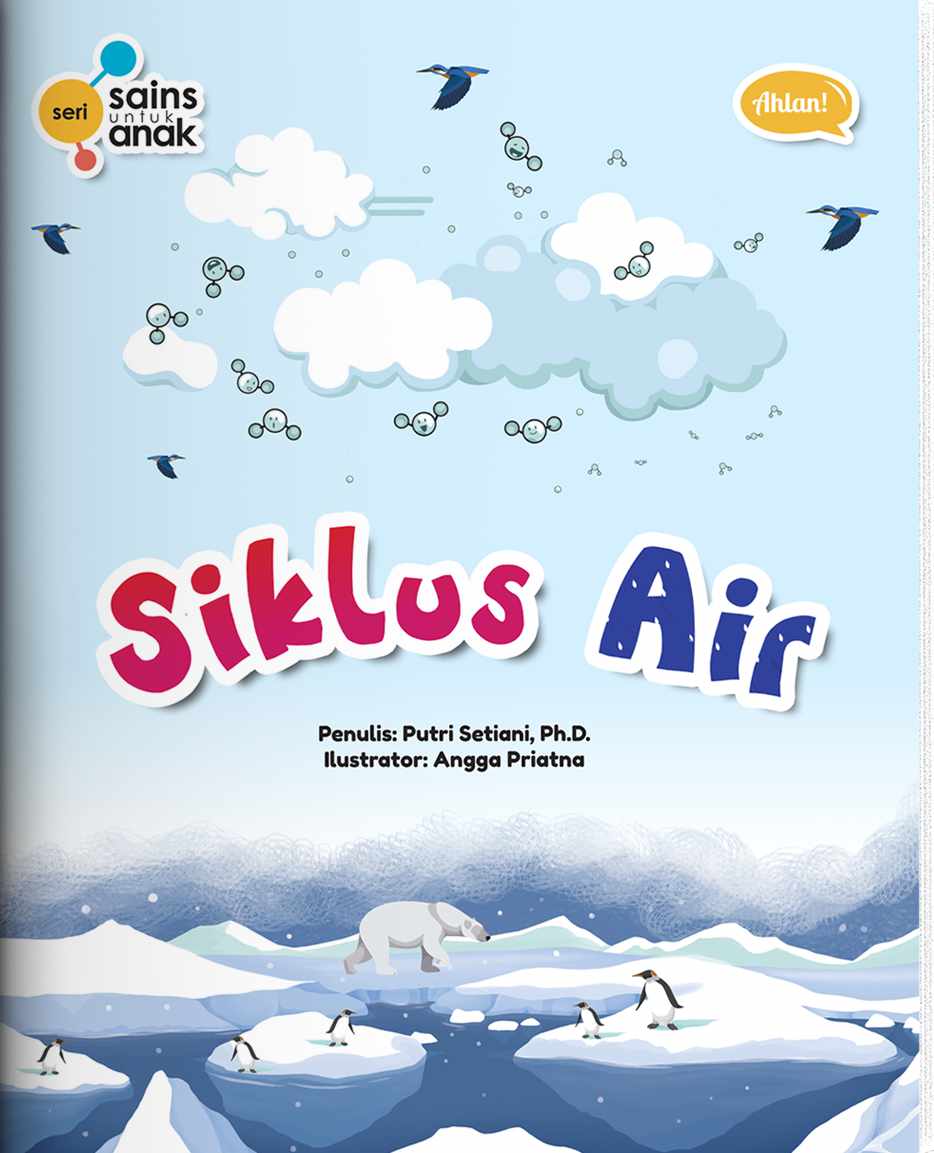 seri
sains
untuk
anak
Ahlan!
Siklus Air
Penulis: Putri Setiani, Ph.D.
Ilustrator: Angga Priatna